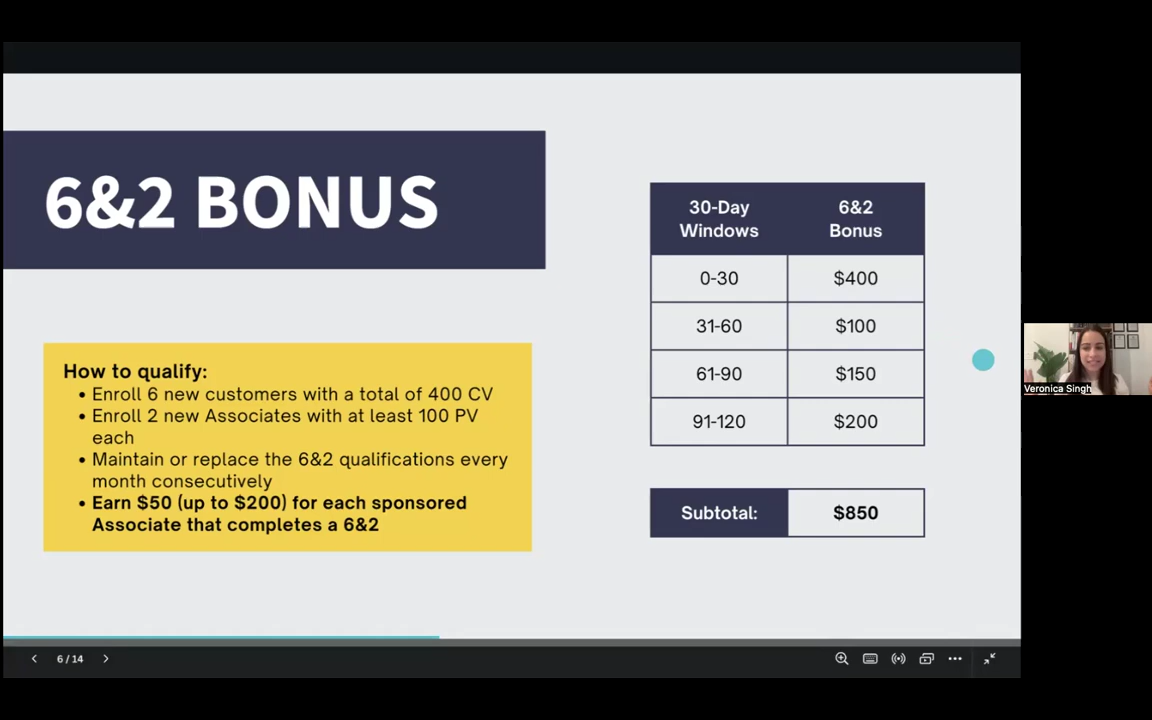 6&2 BONUS
How to qualify:
• Enroll 6 new customers with a total of 400 CV
• Enroll 2 new Associates with at least 100 PV
each
• Maintain or replace the 6&2 qualifications every
month consecutively
• Earn $50 (up to $200) for each sponsored
Associate that completes a 6&2
30-Day Windows 6&2 Bonus
0-30 $400
31-60 $100
61-90 $150
91-120 $200
Subtotal: $850
Veronica Singh
6 / 14